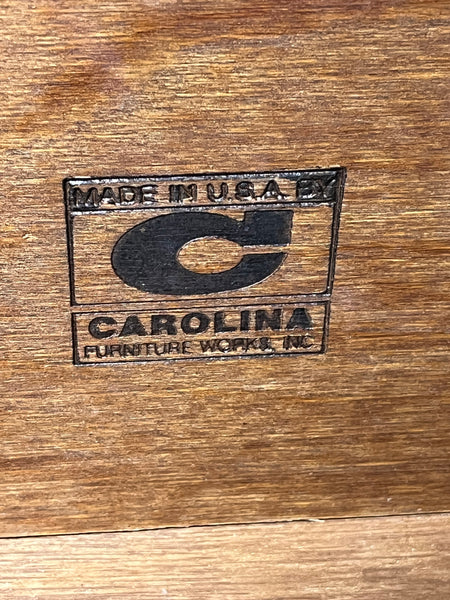 MADE IN U.S.A. BY
C
CAROLINA
FURNITURE WORKS, INC